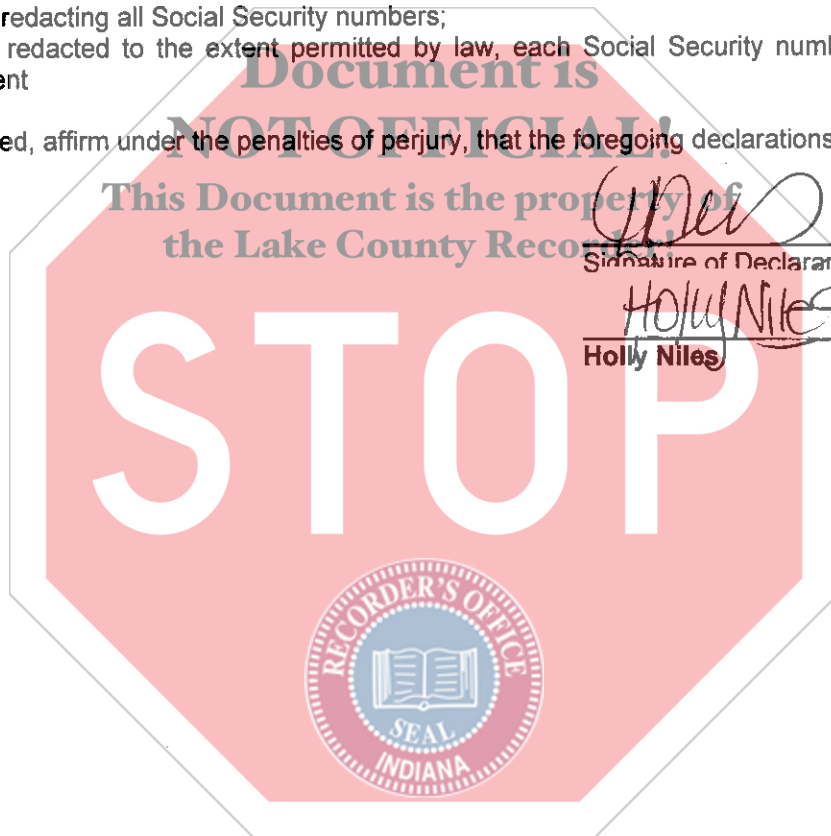 redacting all Social Security numbers;
redacted to the extent permitted by law, each Social Security numl
ent
Document is
ed, affirm under the penalties of perjury, that the foregoing declarations
NOT OFFICIAL!
This Document is the property of
the Lake County Recorder!
Signature of Declarar
Holly Niles
Holly Niles
STOP
RECORDER'S OFFICE
SEAL
INDIANA